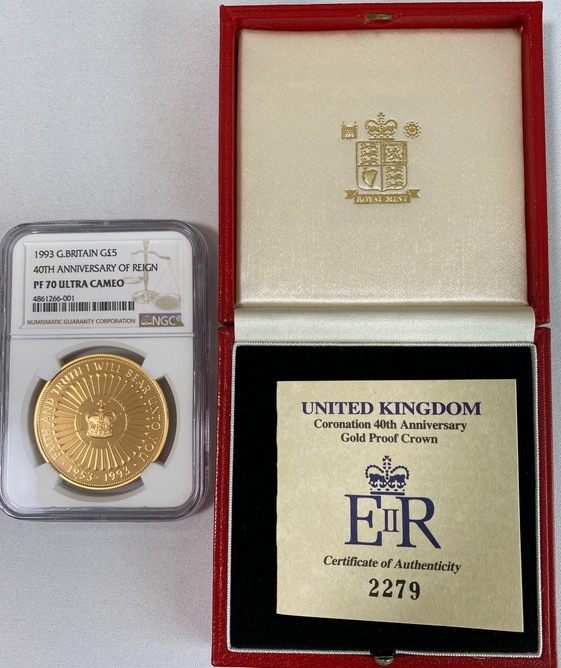 1993 G.BRITAIN G£5
40TH ANNIVERSARY OF REIGN
PF 70 ULTRA CAMEO
4861266-001
NUMISMATIC GUARANTY CORPORATION NGC
FAITH AND TROTH I WILL BEAR UNTO YOU
· 1953 - 1993 ·
ROYAL MINT
UNITED KINGDOM
Coronation 40th Anniversary
Gold Proof Crown
EIIR
Certificate of Authenticity
2279